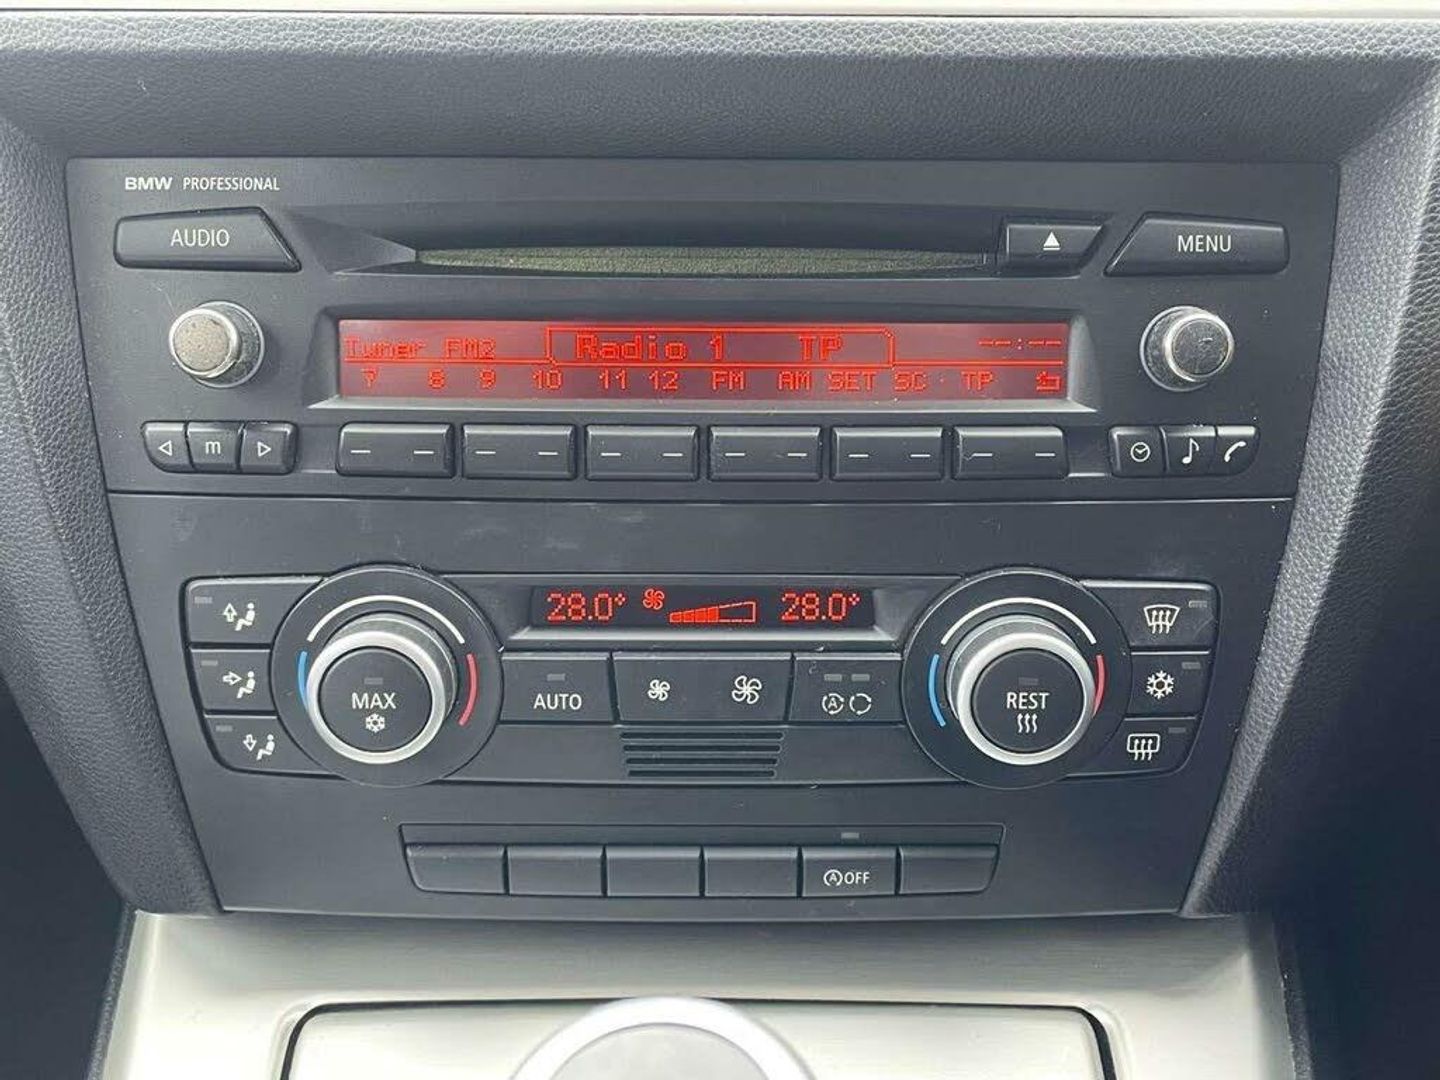 BMW PROFESSIONAL
AUDIO
MENU
Tuner FM2 Radio 1 TP --:--
7 8 9 10 11 12 FM AM SET SC TP
m
28.0° 28.0°
MAX
AUTO
A
REST
A OFF